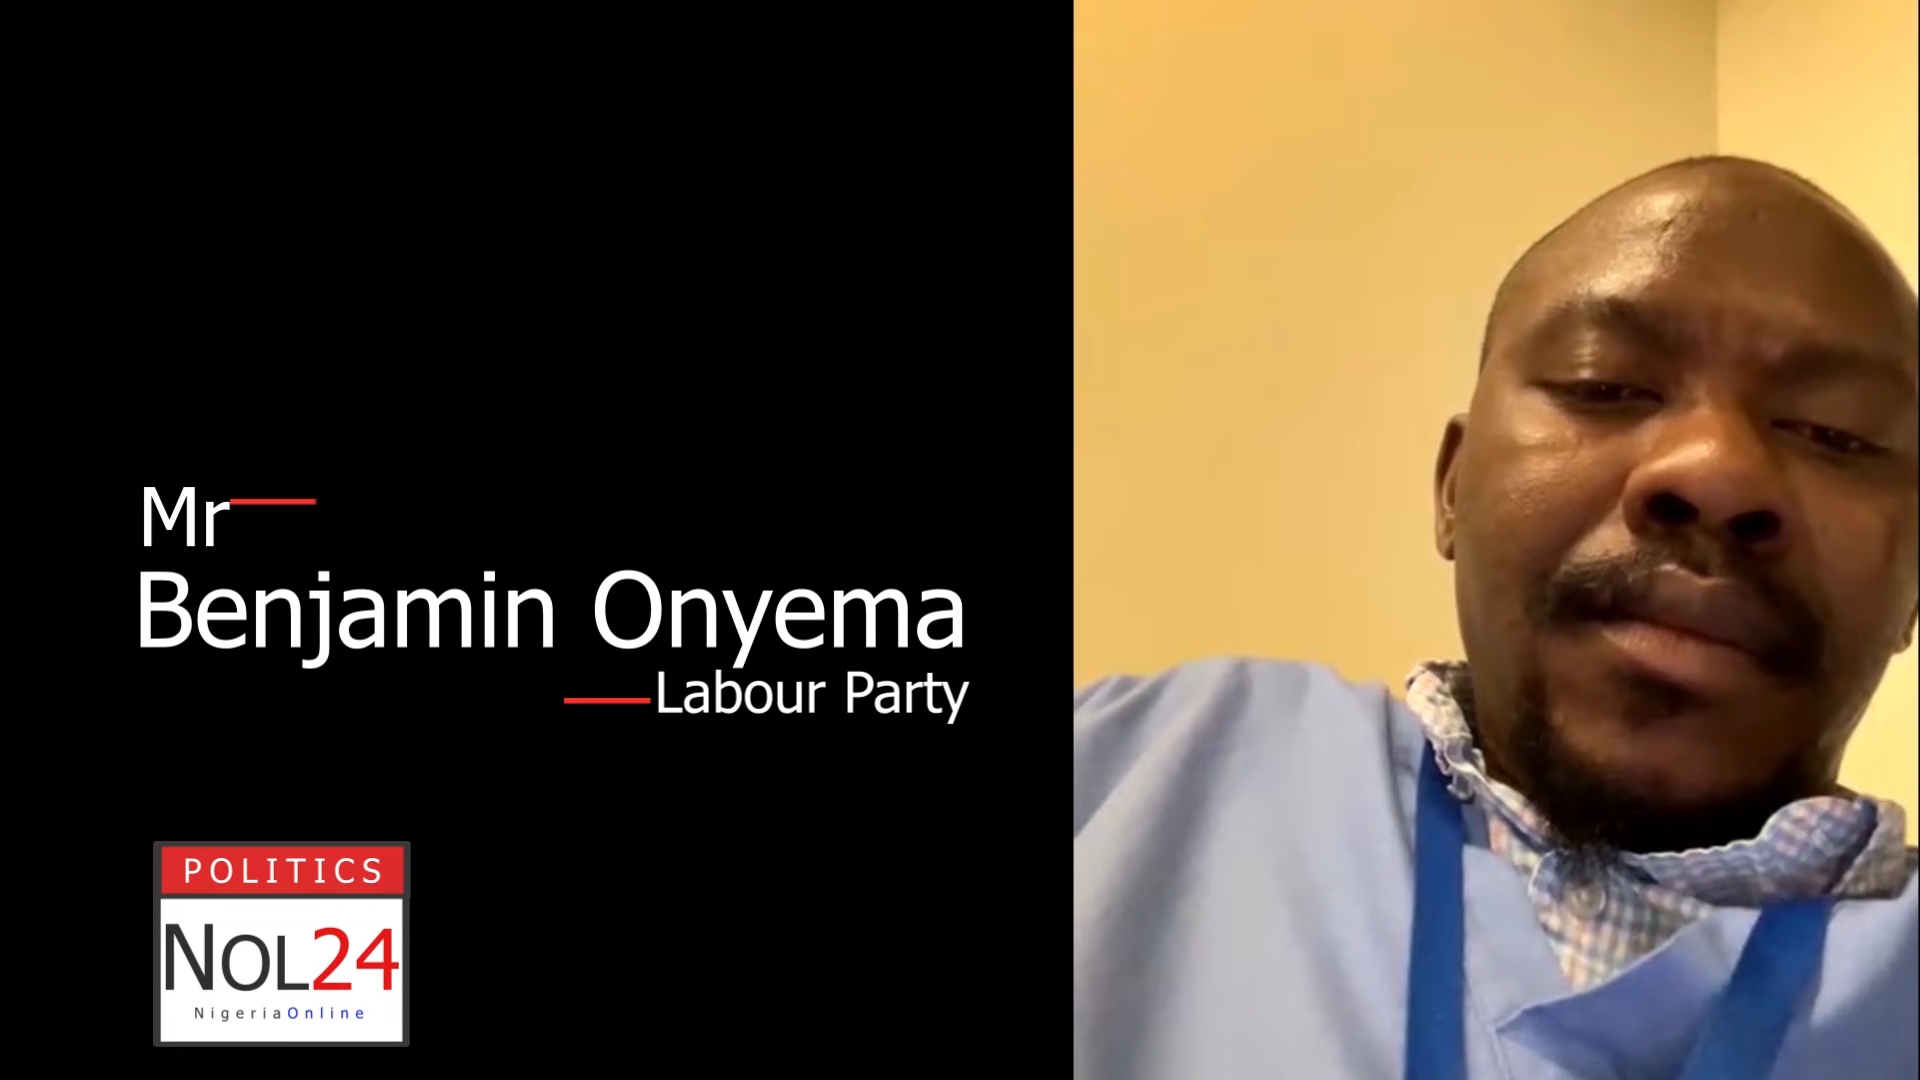 Mr
Benjamin Onyema
Labour Party
POLITICS
NOL24
NigeriaOnline